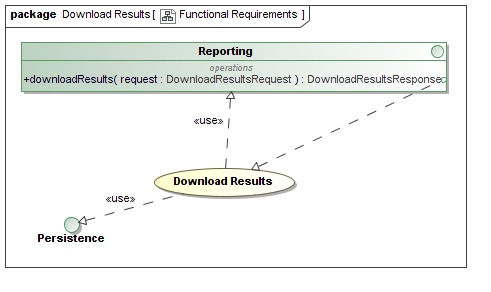 package Download Results [ Functional Requirements ]
Reporting
operations
+downloadResults( request : DownloadResultsRequest ) : DownloadResultsResponse
«use»
Download Results
«use»
Persistence